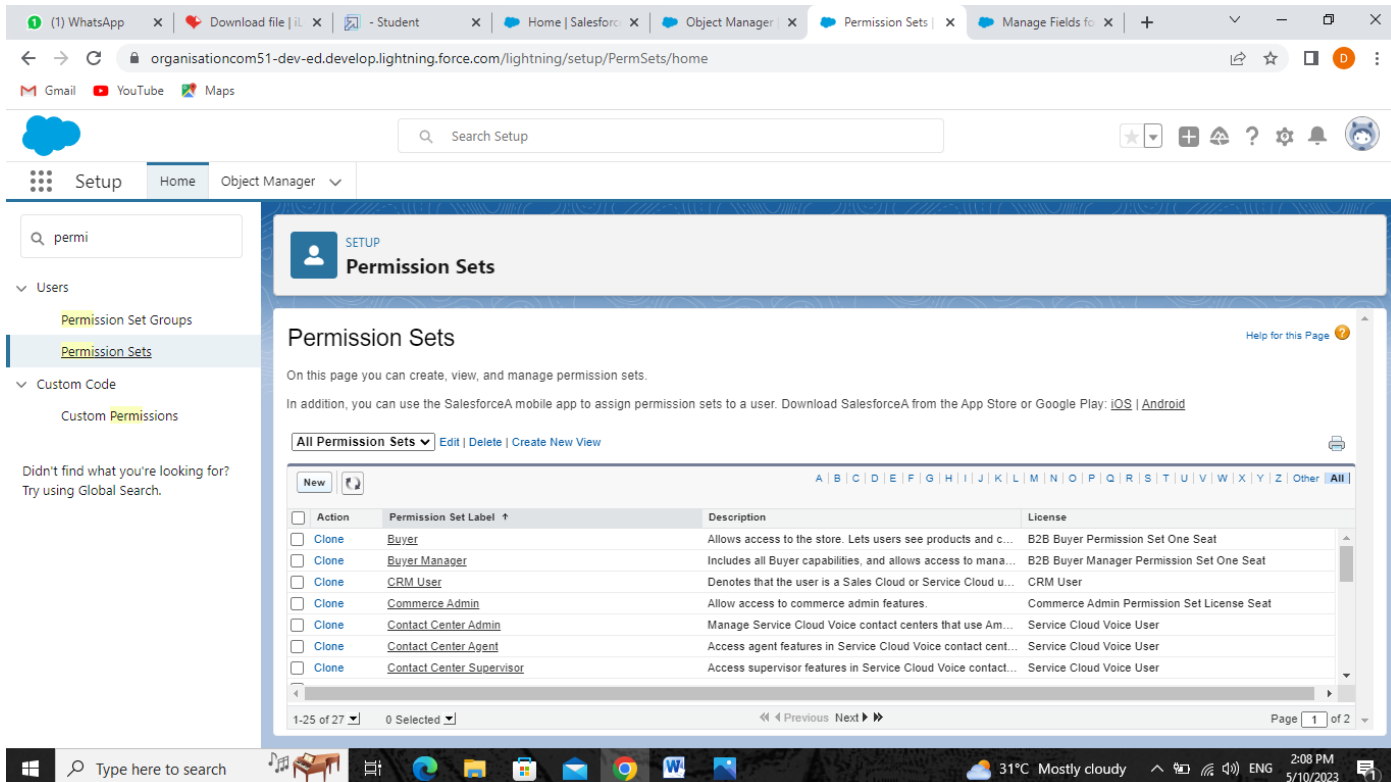 (1) WhatsApp
Download file | iL
- Student
Home | Salesforc
Object Manager |
Permission Sets |
Manage Fields fo
organisationcom51-dev-ed.develop.lightning.force.com/lightning/setup/PermSets/home
D
Gmail YouTube Maps
Search Setup
Setup Home Object Manager
permi
Users
Permission Set Groups
Permission Sets
Custom Code
Custom Permissions
Didn't find what you're looking for?
Try using Global Search.
SETUP
Permission Sets
Permission Sets
Help for this Page
On this page you can create, view, and manage permission sets.
In addition, you can use the SalesforceA mobile app to assign permission sets to a user. Download SalesforceA from the App Store or Google Play: iOS | Android
All Permission Sets Edit | Delete | Create New View
New A | B | C | D | E | F | G | H | I | J | K | L | M | N | O | P | Q | R | S | T | U | V | W | X | Y | Z | Other | All
Action Permission Set Label Description License
Clone Buyer Allows access to the store. Lets users see products and c... B2B Buyer Permission Set One Seat
Clone Buyer Manager Includes all Buyer capabilities, and allows access to mana... B2B Buyer Manager Permission Set One Seat
Clone CRM User Denotes that the user is a Sales Cloud or Service Cloud u... CRM User
Clone Commerce Admin Allow access to commerce admin features. Commerce Admin Permission Set License Seat
Clone Contact Center Admin Manage Service Cloud Voice contact centers that use Am... Service Cloud Voice User
Clone Contact Center Agent Access agent features in Service Cloud Voice contact cent... Service Cloud Voice User
Clone Contact Center Supervisor Access supervisor features in Service Cloud Voice contact... Service Cloud Voice User
1-25 of 27 0 Selected Previous Next Page 1 of 2
Type here to search
31°C Mostly cloudy ENG
2:08 PM
5/10/2023